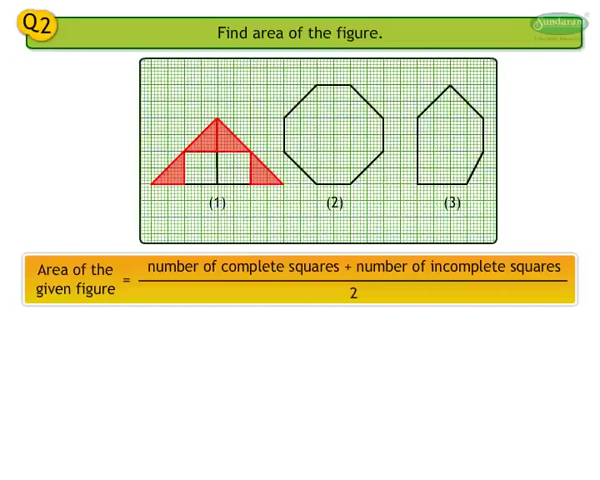 Q2
Sundaram
Find area of the figure.
(1)
(2)
(3)
Area of the given figure = number of complete squares + number of incomplete squares
2